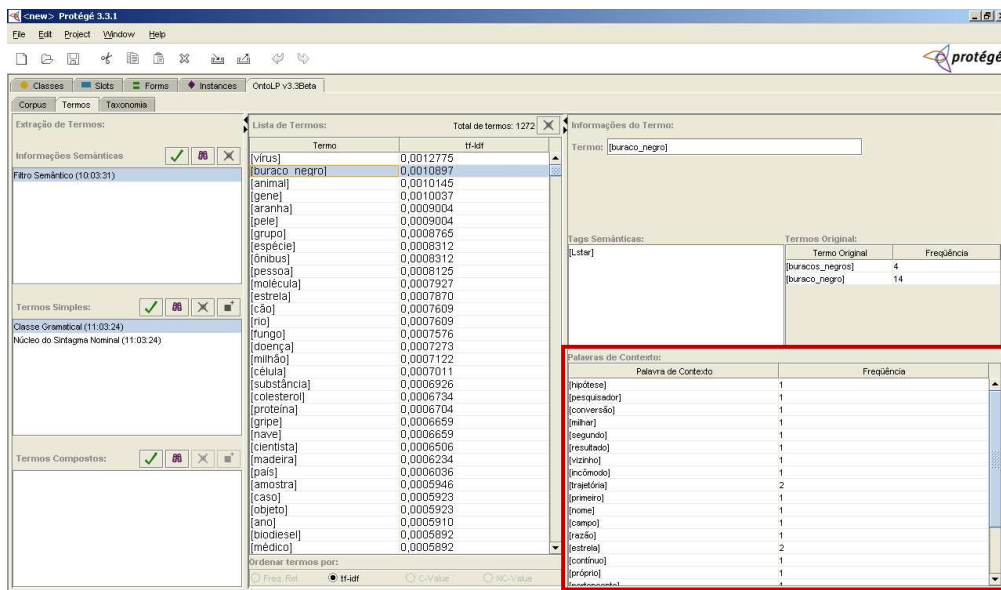 <new> Protégé 3.3.1
File Edit Project Window Help
protégé
Classes Slots Forms Instances OntoLP v3.3Beta
Corpus Termos Taxonomia
Extração de Termos:
Informações Semânticas
Filtro Semântico (10:03:31)
Termos Simples:
Classe Gramatical (11:03:24)
Núcleo do Sintagma Nominal (11:03:24)
Termos Compostos:
Lista de Termos: Total de termos: 1272
Termo tf-Idf
[vírus] 0,0012775
[buraco_negro] 0,0010897
[animal] 0,0010145
[gene] 0,0010037
[aranha] 0,0009004
[pele] 0,0009004
[grupo] 0,0008765
[espécie] 0,0008312
[ônibus] 0,0008312
[pessoa] 0,0008125
[molécula] 0,0007927
[estrela] 0,0007870
[cão] 0,0007609
[rio] 0,0007609
[fungo] 0,0007576
[doença] 0,0007273
[milhão] 0,0007122
[célula] 0,0007011
[substância] 0,0006926
[colesterol] 0,0006734
[proteína] 0,0006704
[gripe] 0,0006659
[nave] 0,0006659
[cientista] 0,0006506
[madeira] 0,0006234
[país] 0,0006036
[amostra] 0,0005946
[caso] 0,0005923
[objeto] 0,0005923
[ano] 0,0005910
[biodiesel] 0,0005892
[médico] 0,0005892
Ordenar termos por:
Freq. Rel tf-idf C-Value NC-Value
Informações do Termo:
Termo: [buraco_negro]
Tags Semânticas:
[Lstar]
Termos Original:
Termo Original Freqüência
[buracos_negros] 4
[buraco_negro] 14
Palavras de Contexto:
Palavra de Contexto Freqüência
[hipótese] 1
[pesquisador] 1
[conversão] 1
[milhar] 1
[segundo] 1
[resultado] 1
[vizinho] 1
[incômodo] 1
[trajetória] 2
[primeiro] 1
[nome] 1
[campo] 1
[razão] 1
[estrela] 2
[contínuo] 1
[próprio] 1